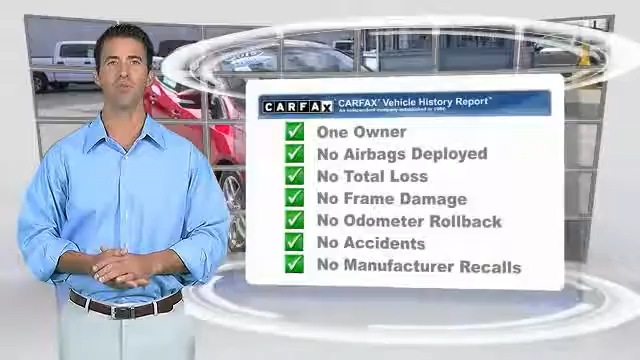 CARFAX CARFAX Vehicle History Report™
An independent company established in 1986
One Owner
No Airbags Deployed
No Total Loss
No Frame Damage
No Odometer Rollback
No Accidents
No Manufacturer Recalls